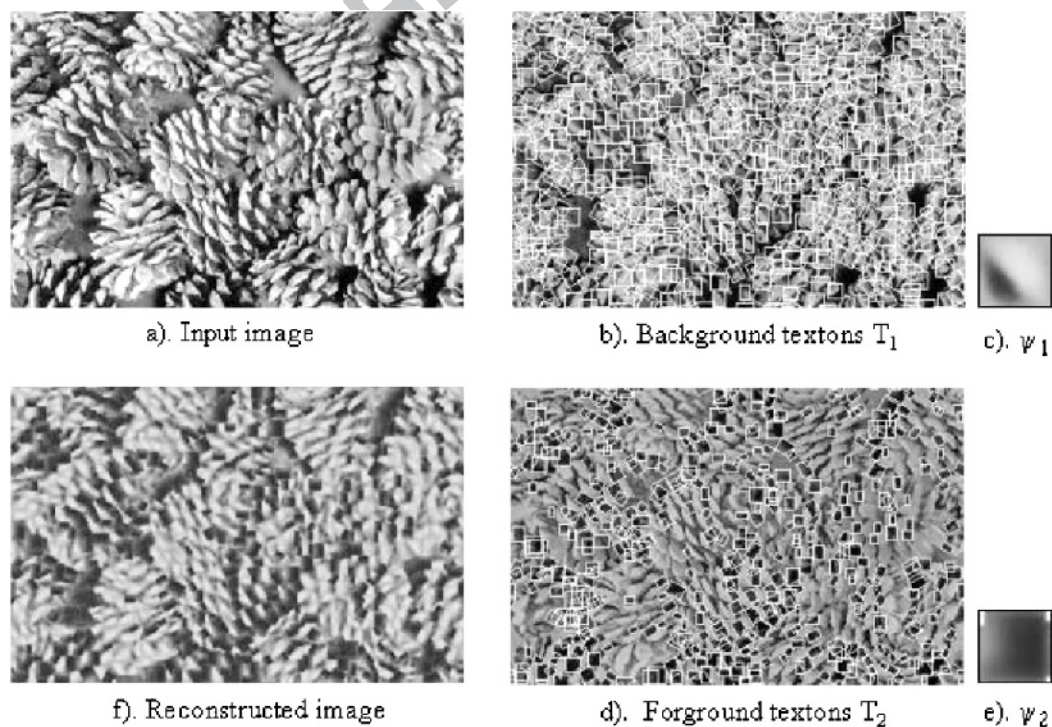 a). Input image
b). Background textons T₁
c). ψ₁
f). Reconstructed image
d). Forground textons T₂
e). ψ₂